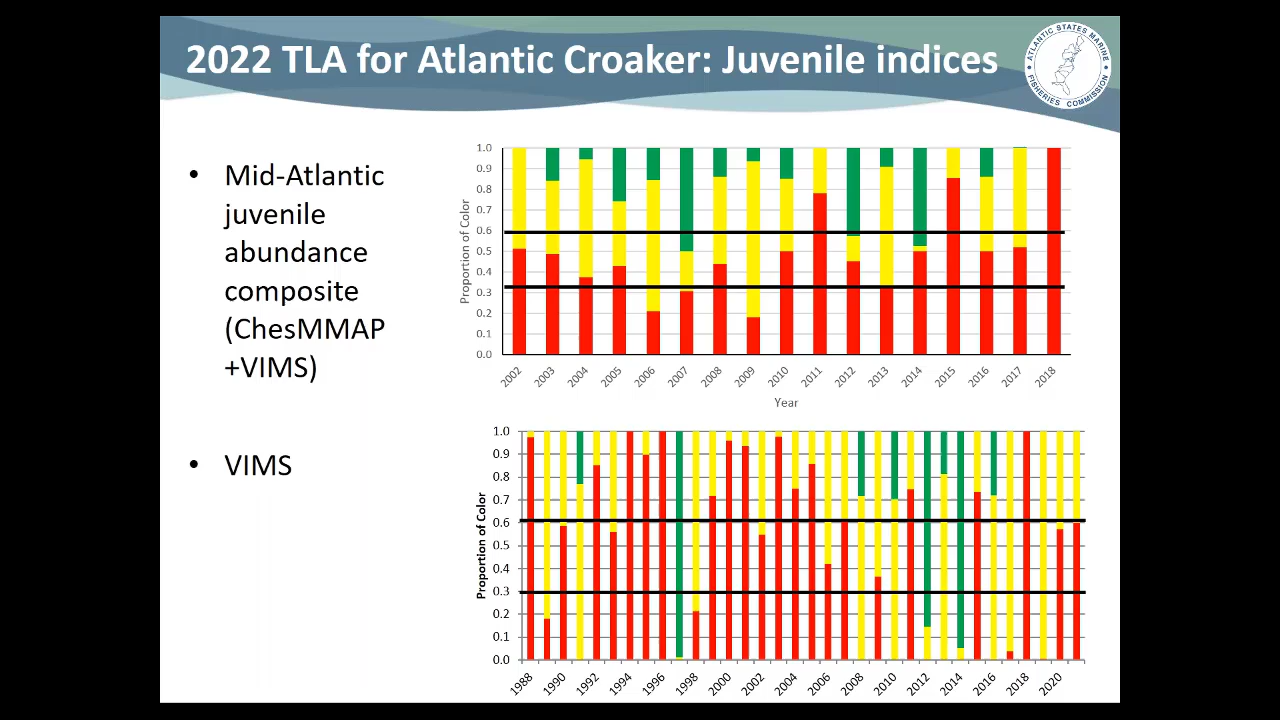 2022 TLA for Atlantic Croaker: Juvenile indices
ATLANTIC STATES MARINE
FISHERIES COMMISSION
• Mid-Atlantic
juvenile
abundance
composite
(ChesMMAP
+VIMS)
• VIMS
Proportion of Color
1.0
0.9
0.8
0.7
0.6
0.5
0.4
0.3
0.2
0.1
0.0
2002 2003 2004 2005 2006 2007 2008 2009 2010 2011 2012 2013 2014 2015 2016 2017 2018
Year
Proportion of Color
1.0
0.9
0.8
0.7
0.6
0.5
0.4
0.3
0.2
0.1
0.0
1988 1990 1992 1994 1996 1998 2000 2002 2004 2006 2008 2010 2012 2014 2016 2018 2020